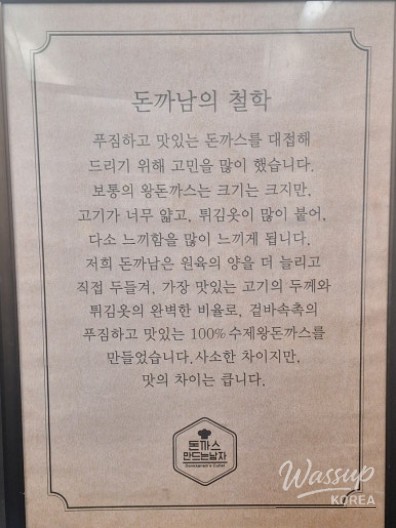 돈까남의 철학
푸짐하고 맛있는 돈까스를 대접해
드리기 위해 고민을 많이 했습니다.
보통의 왕돈까스는 크기는 크지만,
고기가 너무 얇고, 튀김옷이 많이 붙어,
다소 느끼함을 많이 느끼게 됩니다.
저희 돈까남은 원육의 양을 더 늘리고
직접 두들겨, 가장 맛있는 고기의 두께와
튀김옷의 완벽한 비율로, 겉바속촉의
푸짐하고 맛있는 100% 수제왕돈까스를
만들었습니다. 사소한 차이지만,
맛의 차이는 큽니다.
돈까스
만드는남자
Wassup
KOREA